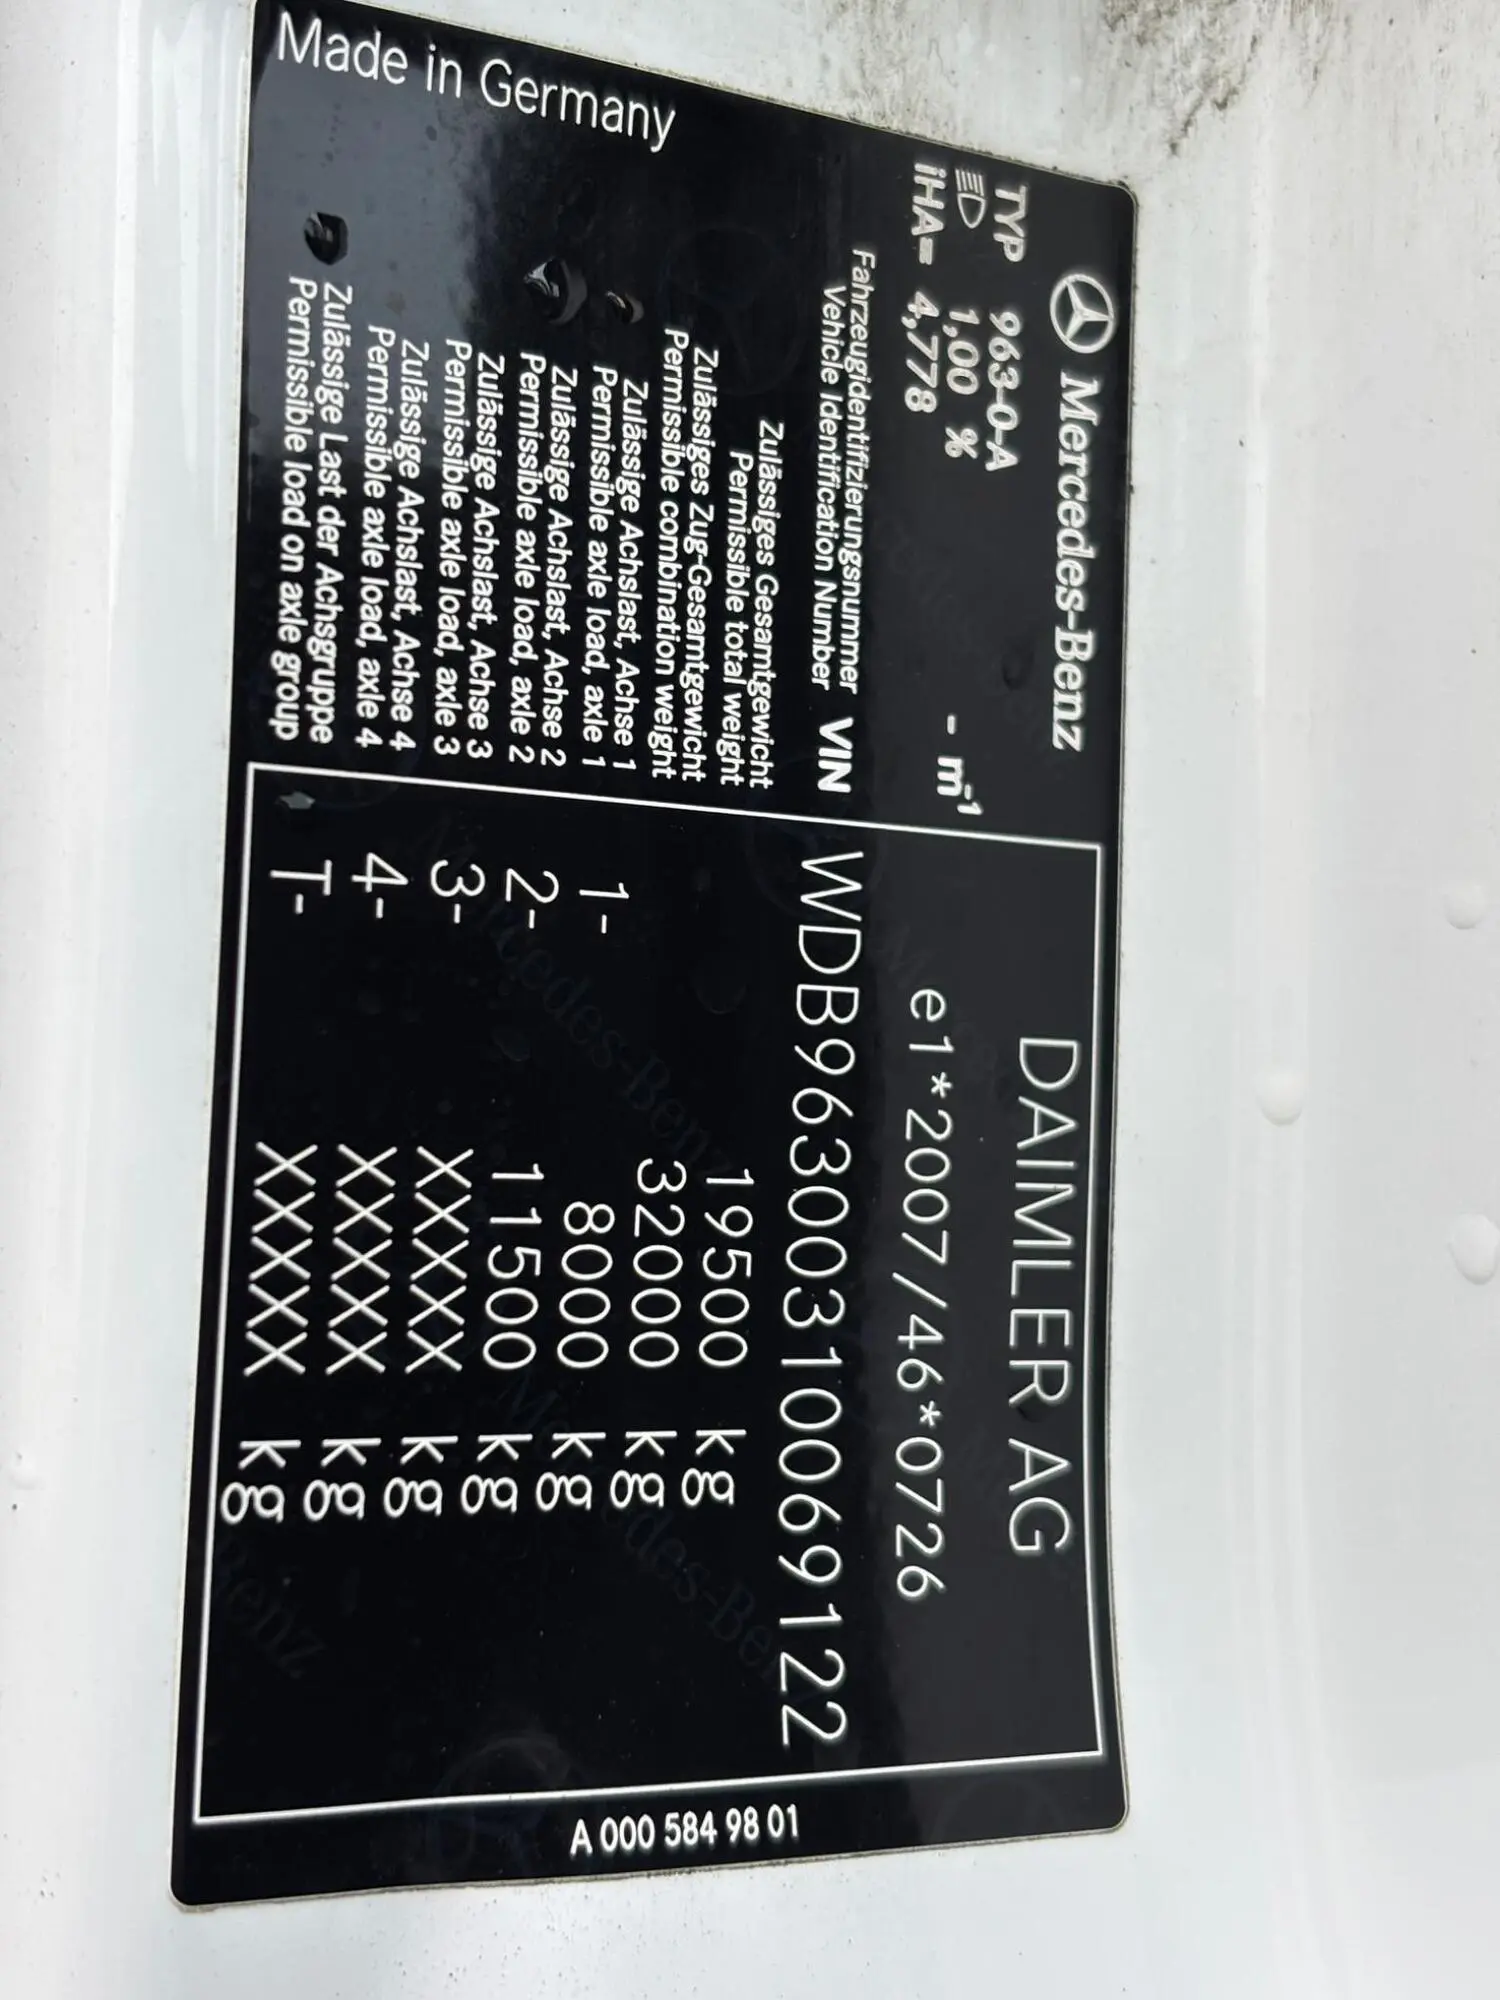 Mercedes-Benz
DAIMLER AG
TYP 963-0-A
1,00 % - m-1
e1*2007/46*0726
iHA= 4,778
Fahrzeugidentifizierungsnummer
Vehicle Identification Number VIN
WDB9630031006912​2
Zulässiges Gesamtgewicht
Permissible total weight
19500 kg
Zulässiges Zug-Gesamtgewicht
Permissible combination weight
32000 kg
Zulässige Achslast, Achse 1
Permissible axle load, axle 1
1- 8000 kg
Zulässige Achslast, Achse 2
Permissible axle load, axle 2
2- 11500 kg
Zulässige Achslast, Achse 3
Permissible axle load, axle 3
3- XXXXX kg
Zulässige Achslast, Achse 4
Permissible axle load, axle 4
4- XXXXX kg
Zulässige Last der Achsgruppe
Permissible load on axle group
T- XXXXX kg
Made in Germany
A 000 584 98 01